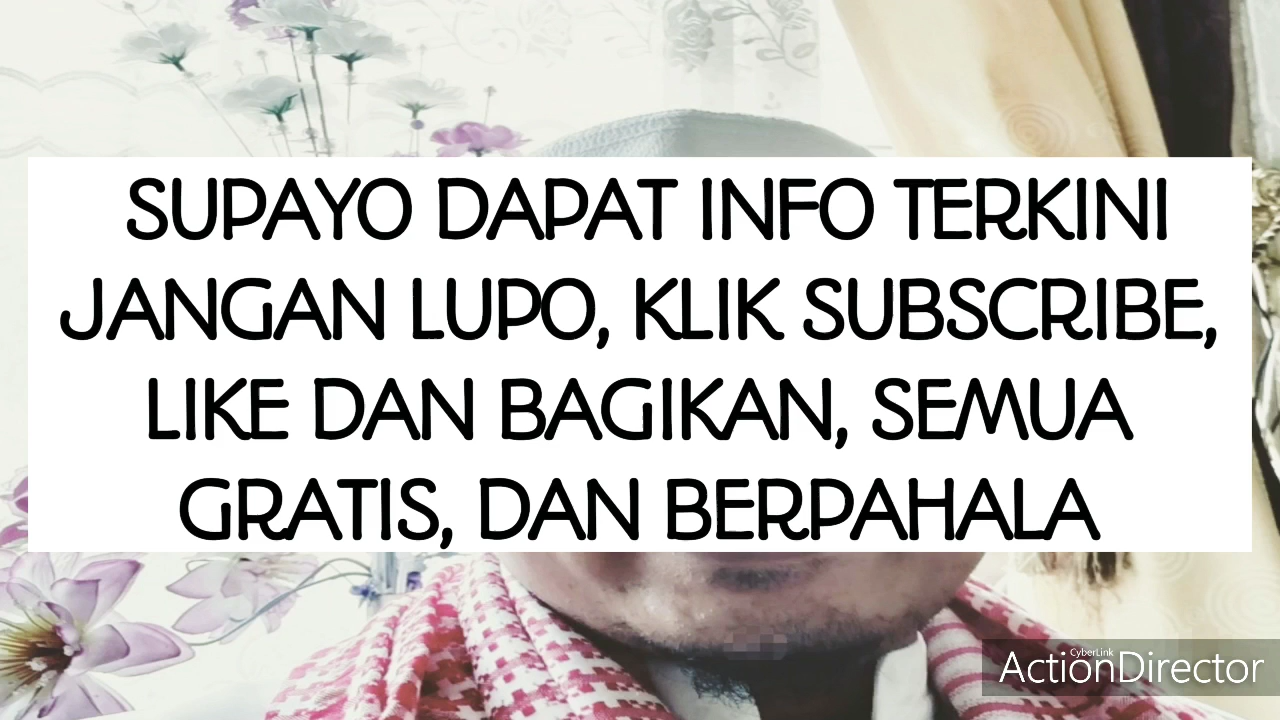 SUPAYO DAPAT INFO TERKINI
JANGAN LUPO, KLIK SUBSCRIBE,
LIKE DAN BAGIKAN, SEMUA
GRATIS, DAN BERPAHALA
CyberLink
ActionDirector